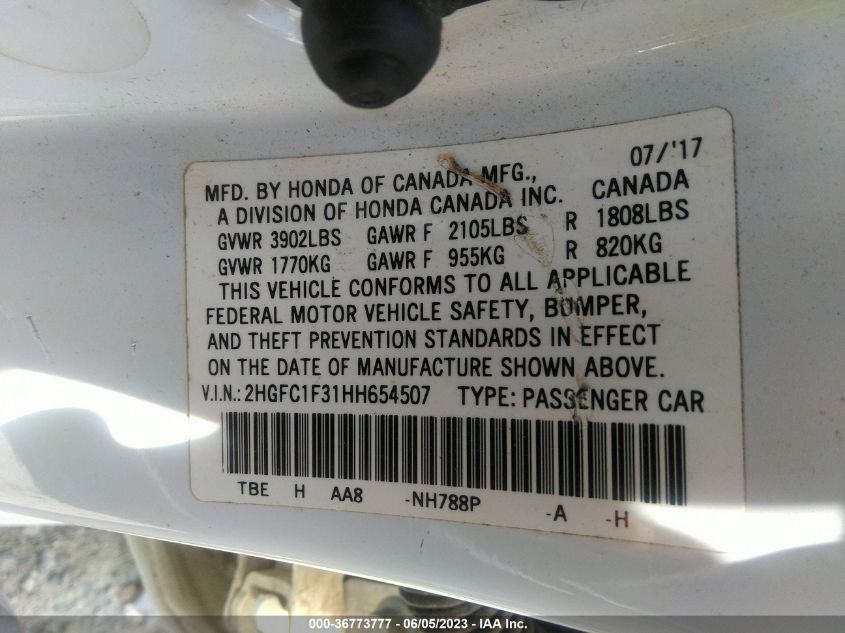 07/'17
MFD. BY HONDA OF CANADA MFG.,
A DIVISION OF HONDA CANADA INC. CANADA
GVWR 3902LBS GAWR F 2105LBS R 1808LBS
GVWR 1770KG GAWR F 955KG R 820KG
THIS VEHICLE CONFORMS TO ALL APPLICABLE
FEDERAL MOTOR VEHICLE SAFETY, BUMPER,
AND THEFT PREVENTION STANDARDS IN EFFECT
ON THE DATE OF MANUFACTURE SHOWN ABOVE.
V.I.N.: 2HGFC1F31HH654507 TYPE: PASSENGER CAR
TBE H AA8 -NH788P -A -H
000-36773777 - 06/05/2023 - IAA Inc.